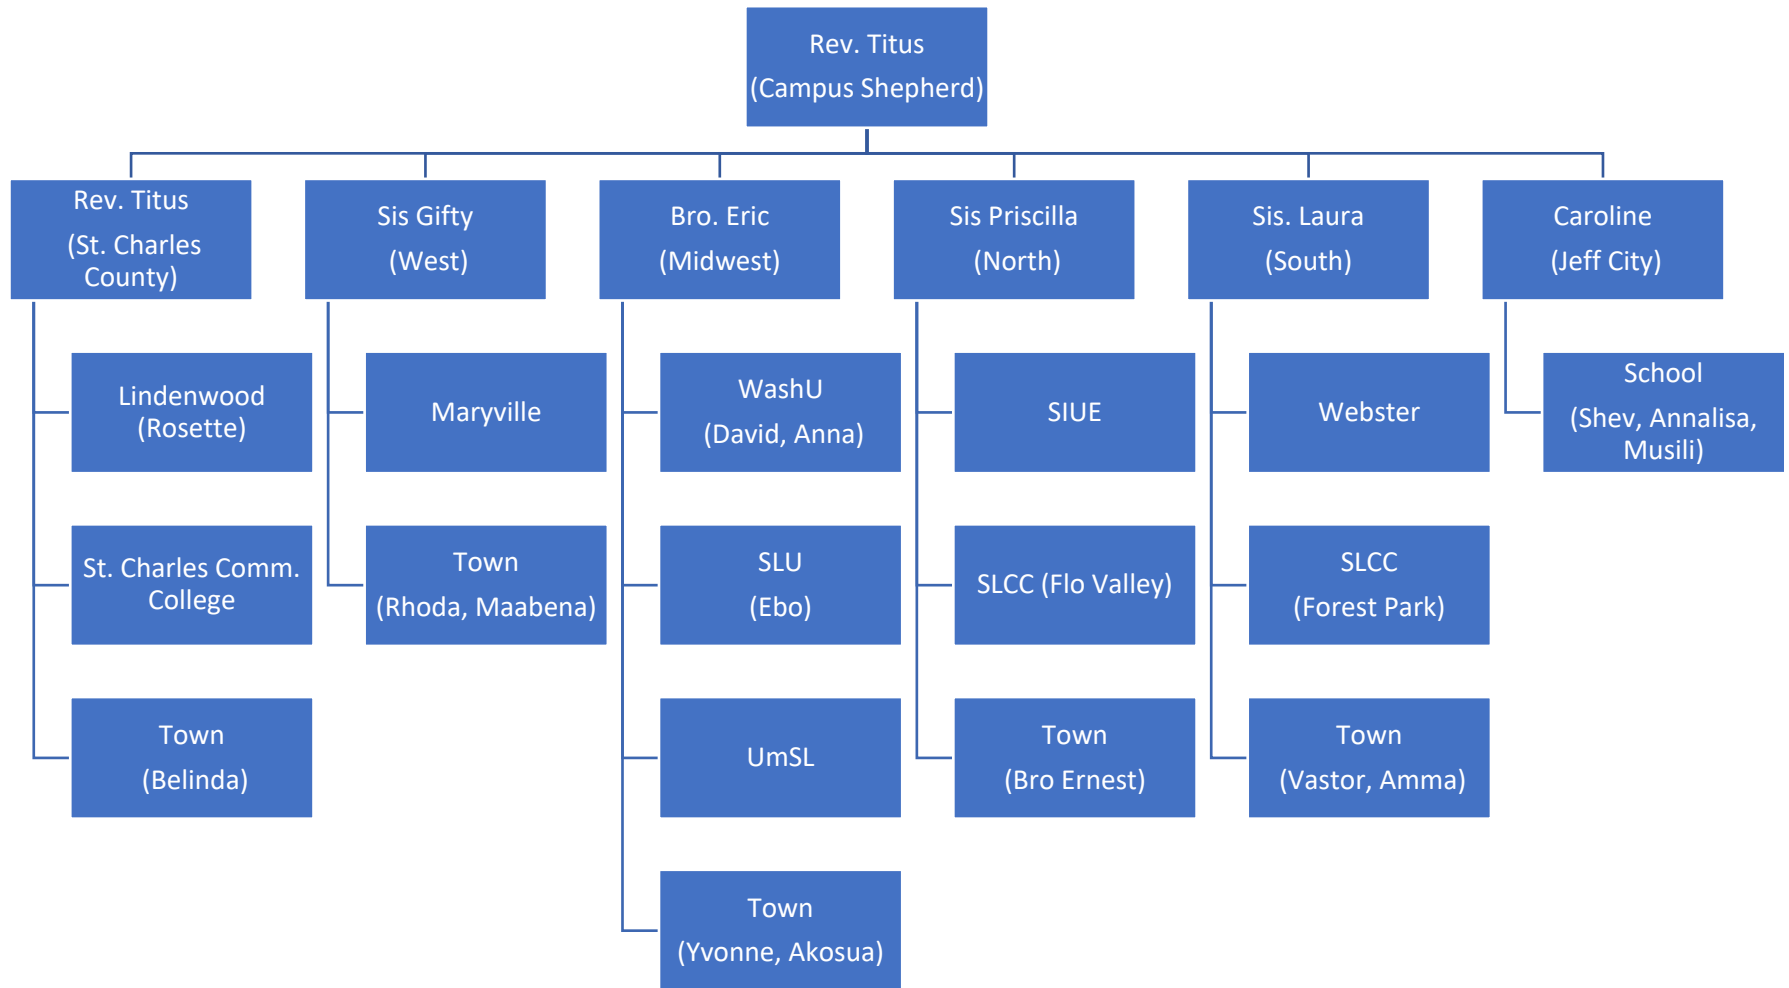 Rev. Titus
(Campus Shepherd)
Rev. Titus
(St. Charles
County)
Sis Gifty
(West)
Bro. Eric
(Midwest)
Sis Priscilla
(North)
Sis. Laura
(South)
Caroline
(Jeff City)
Lindenwood
(Rosette)
St. Charles Comm.
College
Town
(Belinda)
Maryville
Town
(Rhoda, Maabena)
WashU
(David, Anna)
SLU
(Ebo)
UmSL
Town
(Yvonne, Akosua)
SIUE
SLCC (Flo Valley)
Town
(Bro Ernest)
Webster
SLCC
(Forest Park)
Town
(Vastor, Amma)
School
(Shev, Annalisa,
Musili)